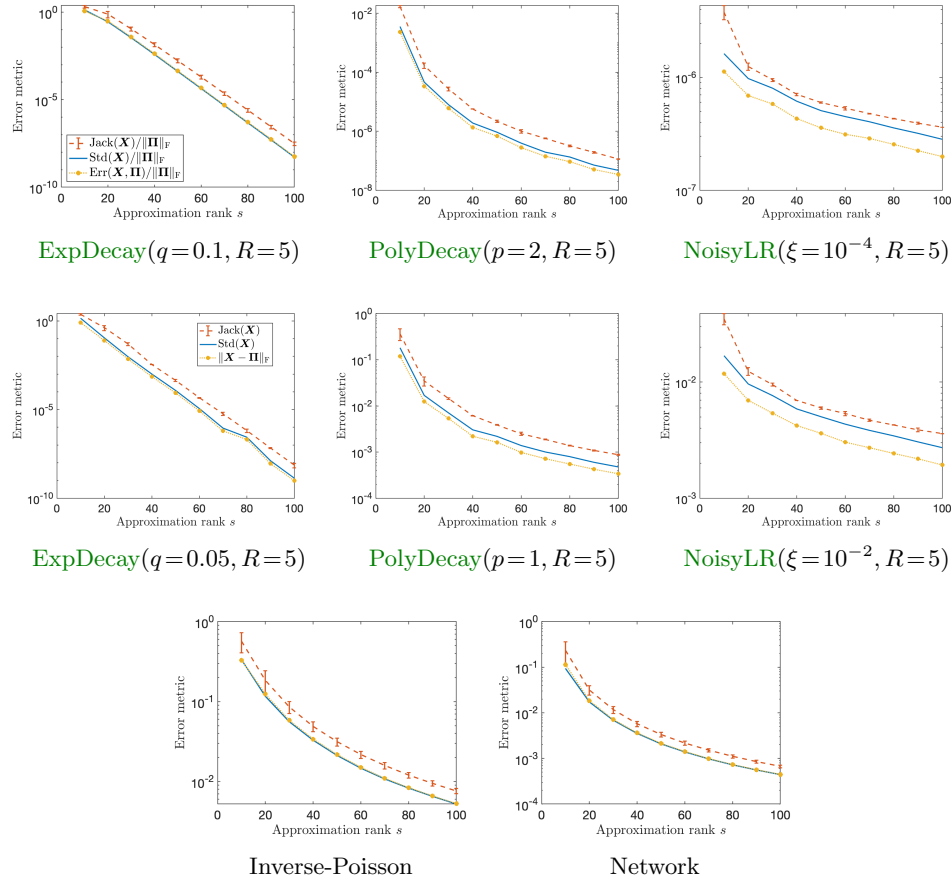 Error metric
10^0
10^-5
10^-10
Jack(X)/||Π||_F
Std(X)/||Π||_F
Err(X, Π)/||Π||_F
0 20 40 60 80 100
Approximation rank s
ExpDecay(q=0.1, R=5)
Error metric
10^-2
10^-4
10^-6
10^-8
0 20 40 60 80 100
Approximation rank s
PolyDecay(p=2, R=5)
Error metric
10^-6
10^-7
0 20 40 60 80 100
Approximation rank s
NoisyLR(ξ=10^-4, R=5)
Error metric
10^0
10^-5
10^-10
Jack(X)
Std(X)
||X − Π||_F
0 20 40 60 80 100
Approximation rank s
ExpDecay(q=0.05, R=5)
Error metric
10^0
10^-1
10^-2
10^-3
10^-4
0 20 40 60 80 100
Approximation rank s
PolyDecay(p=1, R=5)
Error metric
10^-2
10^-3
0 20 40 60 80 100
Approximation rank s
NoisyLR(ξ=10^-2, R=5)
Error metric
10^0
10^-1
10^-2
0 20 40 60 80 100
Approximation rank s
Inverse-Poisson
Error metric
10^0
10^-1
10^-2
10^-3
10^-4
0 20 40 60 80 100
Approximation rank s
Network